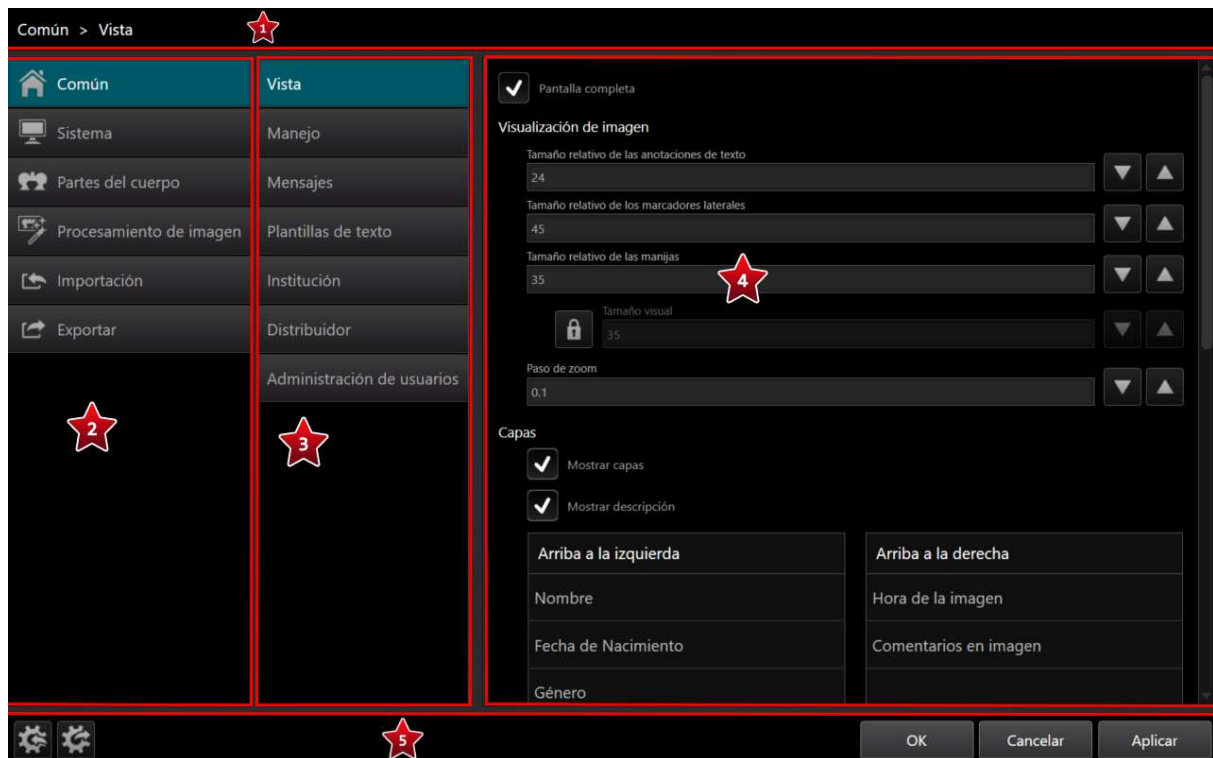 Común > Vista
1
Común
Sistema
Partes del cuerpo
Procesamiento de imagen
Importación
Exportar
2
Vista
Manejo
Mensajes
Plantillas de texto
Institución
Distribuidor
Administración de usuarios
3
Pantalla completa
Visualización de imagen
Tamaño relativo de las anotaciones de texto
24
Tamaño relativo de los marcadores laterales
45
Tamaño relativo de las manijas
35
4
Tamaño visual
35
Paso de zoom
0.1
Capas
Mostrar capas
Mostrar descripción
Arriba a la izquierda
Arriba a la derecha
Nombre
Hora de la imagen
Fecha de Nacimiento
Comentarios en imagen
Género
5
OK
Cancelar
Aplicar